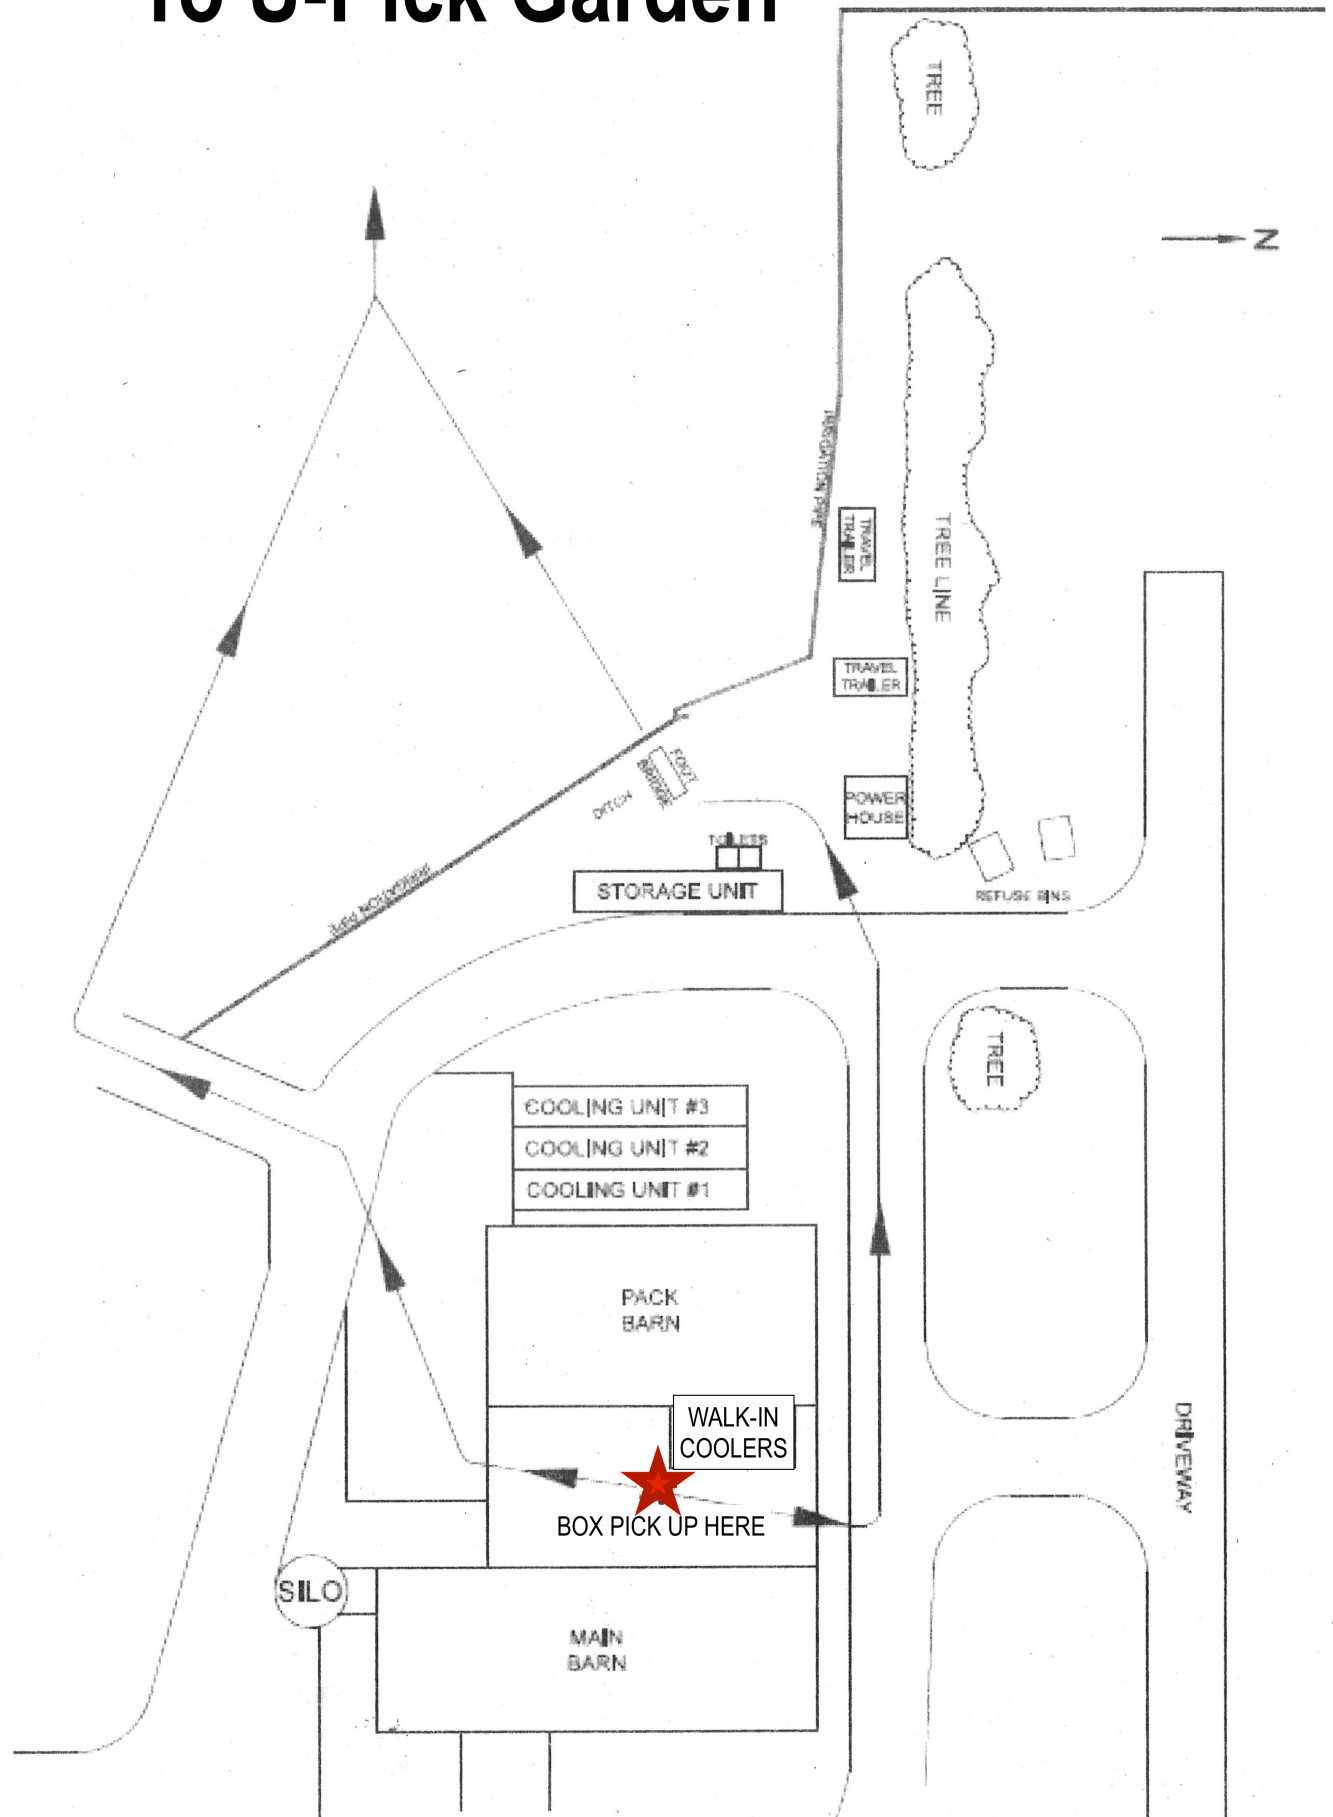 To U-Pick Garden
TREE
N
IRRIGATION PIPE
TRAVEL
TRAILER
TREE LINE
TRAVEL
TRAILER
FOOT
BRIDGE
DITCH
POWER
HOUSE
TOILETS
STORAGE UNIT
REFUSE BINS
IRRIGATION PIPE
TREE
COOLING UNIT #3
COOLING UNIT #2
COOLING UNIT #1
PACK
BARN
WALK-IN
COOLERS
DRIVEWAY
BOX PICK UP HERE
SILO
MAIN
BARN